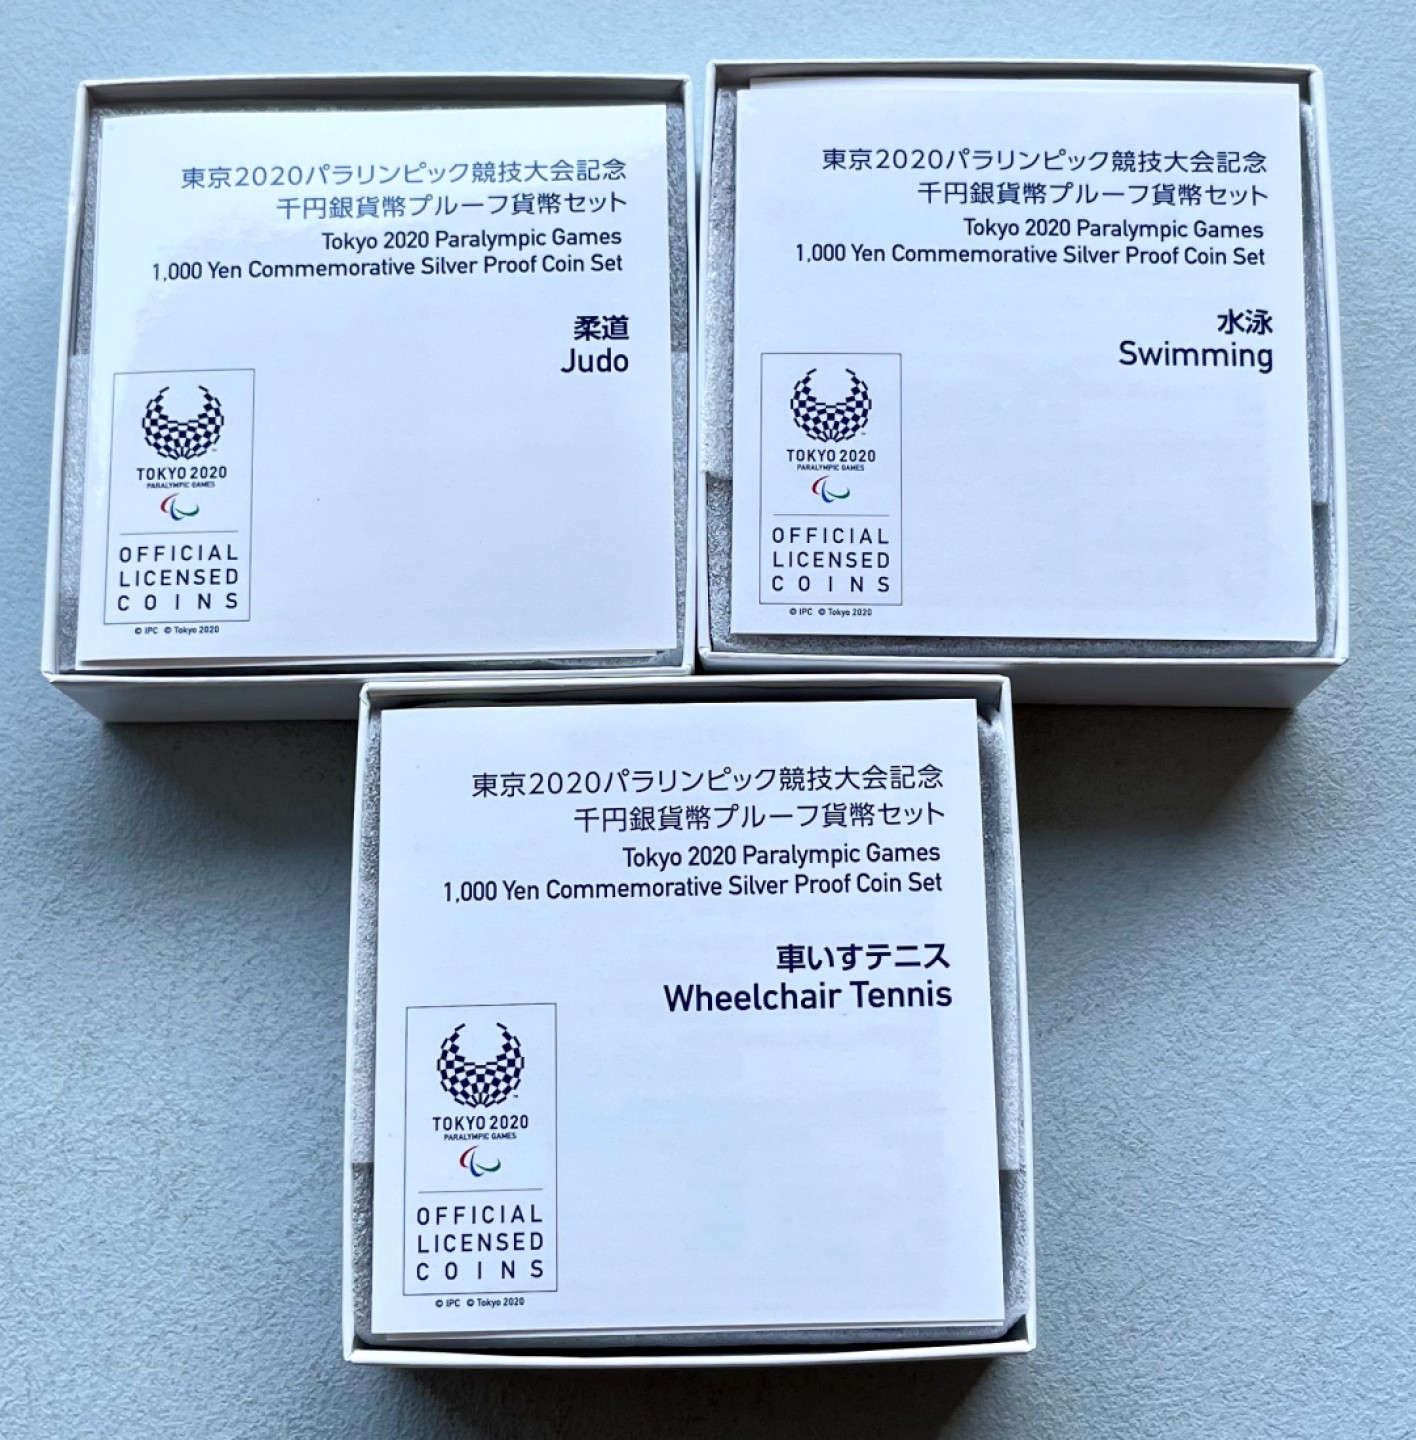 東京2020パラリンピック競技大会記念
千円銀貨幣プルーフ貨幣セット
Tokyo 2020 Paralympic Games
1,000 Yen Commemorative Silver Proof Coin Set
柔道
Judo
TOKYO 2020
PARALYMPIC GAMES
OFFICIAL
LICENSED
COINS
© IPC © Tokyo 2020
東京2020パラリンピック競技大会記念
千円銀貨幣プルーフ貨幣セット
Tokyo 2020 Paralympic Games
1,000 Yen Commemorative Silver Proof Coin Set
水泳
Swimming
TOKYO 2020
PARALYMPIC GAMES
OFFICIAL
LICENSED
COINS
© IPC © Tokyo 2020
東京2020パラリンピック競技大会記念
千円銀貨幣プルーフ貨幣セット
Tokyo 2020 Paralympic Games
1,000 Yen Commemorative Silver Proof Coin Set
車いすテニス
Wheelchair Tennis
TOKYO 2020
PARALYMPIC GAMES
OFFICIAL
LICENSED
COINS
© IPC © Tokyo 2020